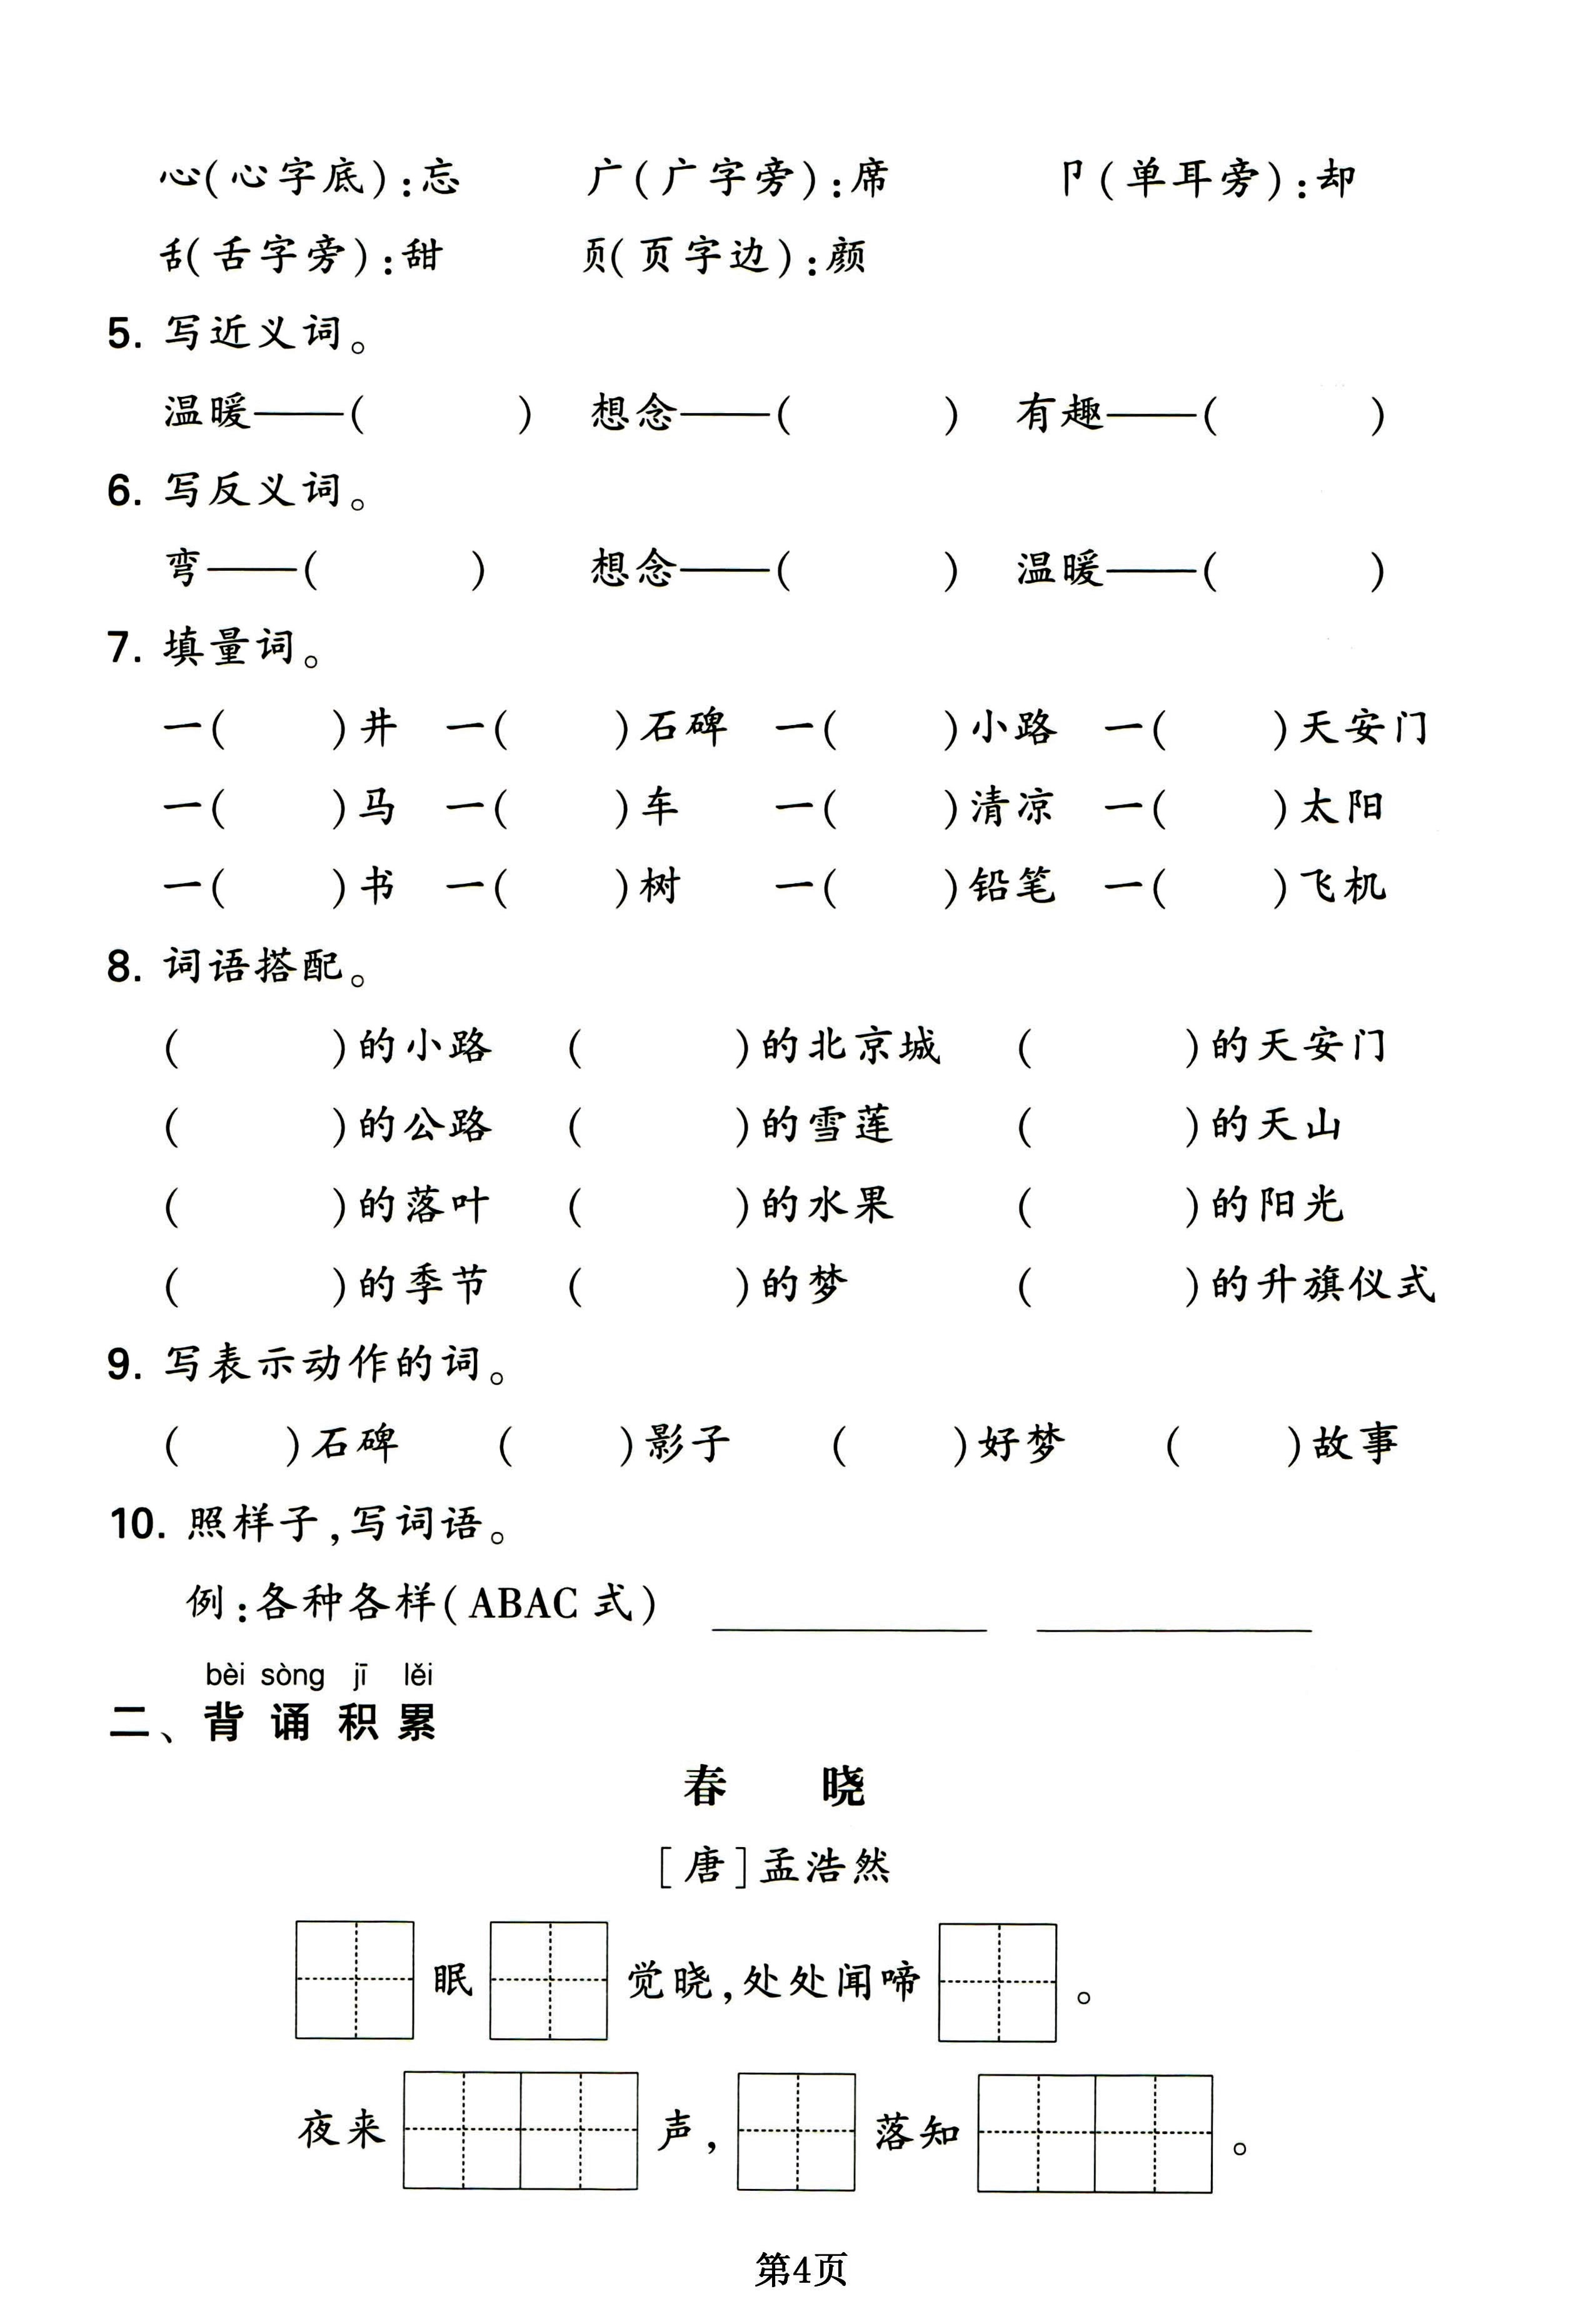 心(心字底):忘 广(广字旁):席 卩(单耳旁):却
舌(舌字旁):甜 页(页字边):颜
5. 写近义词。
温暖——( ) 想念——( ) 有趣——( )
6. 写反义词。
弯——( ) 想念——( ) 温暖——( )
7. 填量词。
一( )井 一( )石碑 一( )小路 一( )天安门
一( )马 一( )车 一( )清凉 一( )太阳
一( )书 一( )树 一( )铅笔 一( )飞机
8. 词语搭配。
( )的小路 ( )的北京城 ( )的天安门
( )的公路 ( )的雪莲 ( )的天山
( )的落叶 ( )的水果 ( )的阳光
( )的季节 ( )的梦 ( )的升旗仪式
9. 写表示动作的词。
( )石碑 ( )影子 ( )好梦 ( )故事
10. 照样子,写词语。
例:各种各样(ABAC 式)
bèi sòng jī lěi
二、背诵积累
春 晓
[唐]孟浩然
眠 觉晓,处处闻啼 。
夜来 声, 落知 。
第4页